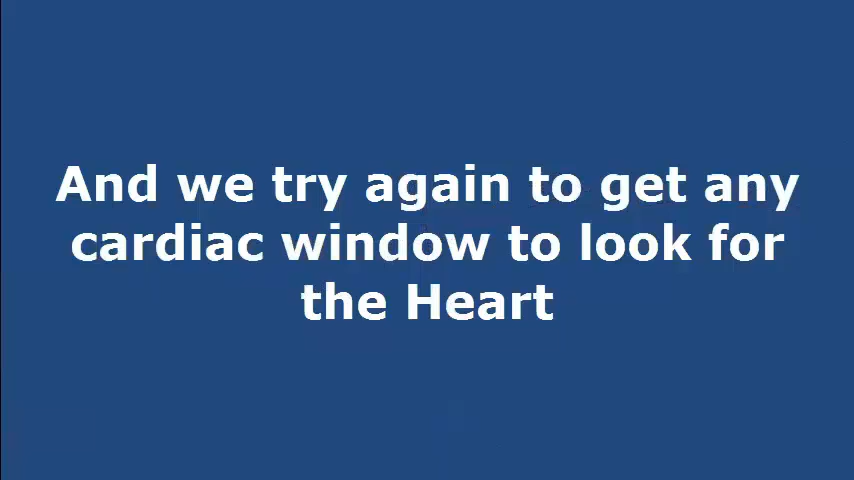 And we try again to get any
cardiac window to look for
the Heart